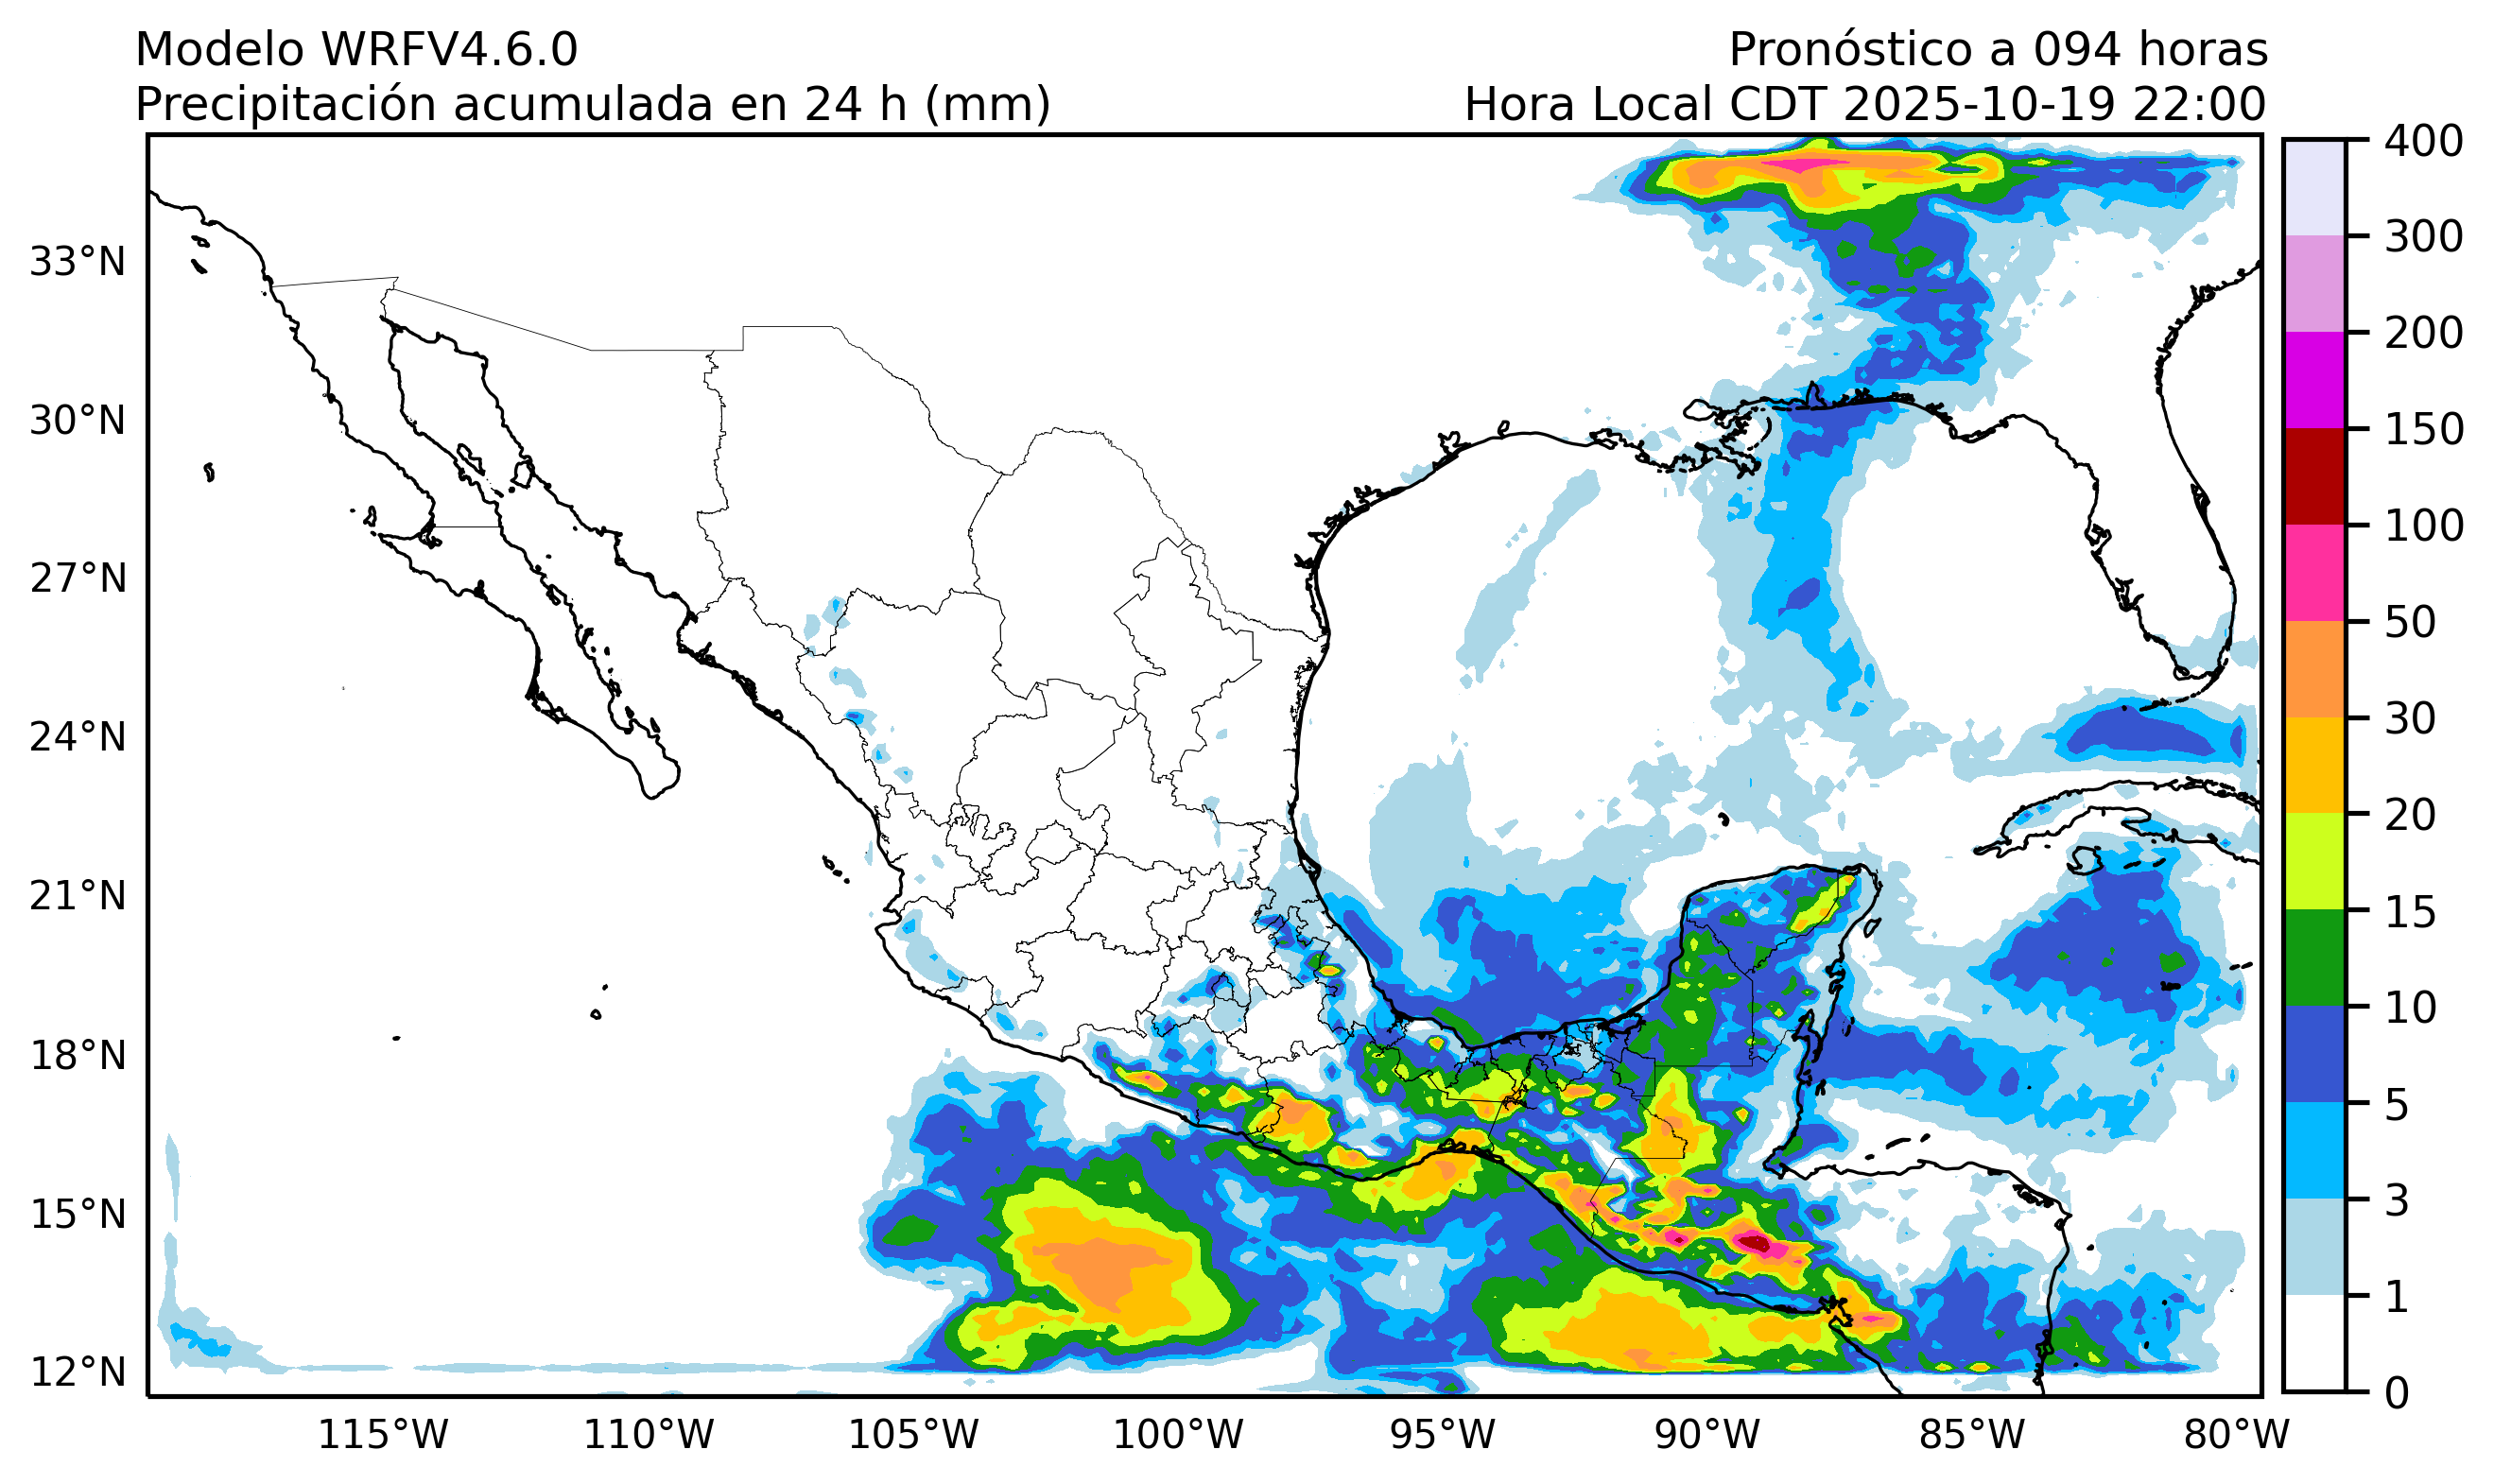 Modelo WRFV4.6.0
Pronóstico a 094 horas
Precipitación acumulada en 24 h (mm)
Hora Local CDT 2025-10-19 22:00
33°N
30°N
27°N
24°N
21°N
18°N
15°N
12°N
115°W
110°W
105°W
100°W
95°W
90°W
85°W
80°W
400
300
200
150
100
50
30
20
15
10
5
3
1
0